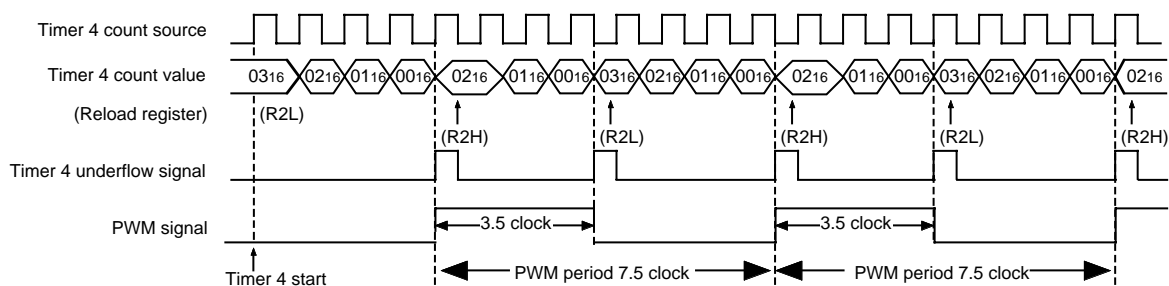 Timer 4 count source
Timer 4 count value
0316 0216 0116 0016 0216 0116 0016 0316 0216 0116 0016 0216 0116 0016 0316 0216 0116 0016 0216
(Reload register)
(R2L) (R2H) (R2L) (R2H) (R2L) (R2H)
Timer 4 underflow signal
PWM signal
3.5 clock 3.5 clock
Timer 4 start
PWM period 7.5 clock PWM period 7.5 clock